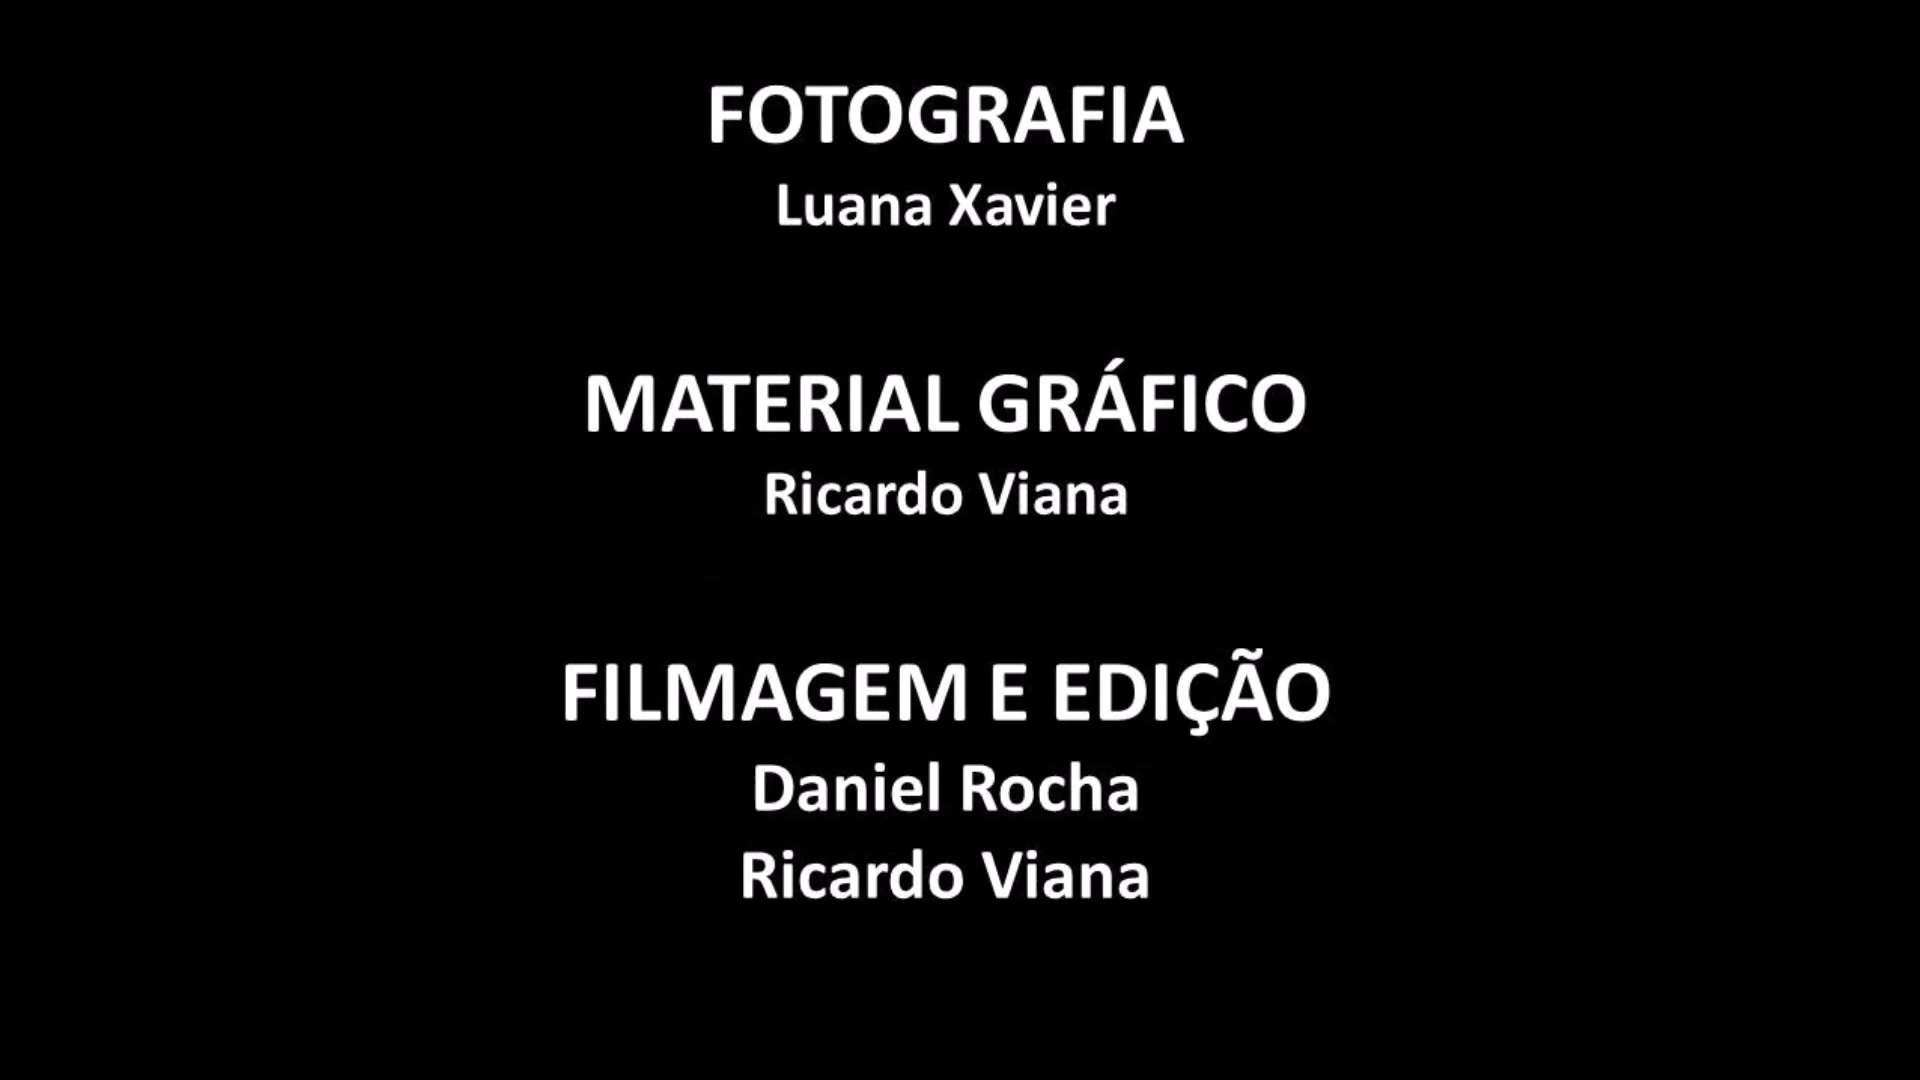 FOTOGRAFIA
Luana Xavier
MATERIAL GRÁFICO
Ricardo Viana
FILMAGEM E EDIÇÃO
Daniel Rocha
Ricardo Viana